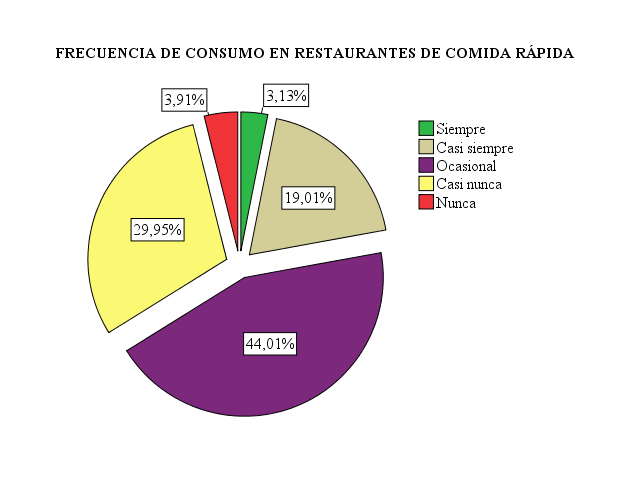 FRECUENCIA DE CONSUMO EN RESTAURANTES DE COMIDA RÁPIDA
3,91%
3,13%
19,01%
29,95%
44,01%
Siempre
Casi siempre
Ocasional
Casi nunca
Nunca